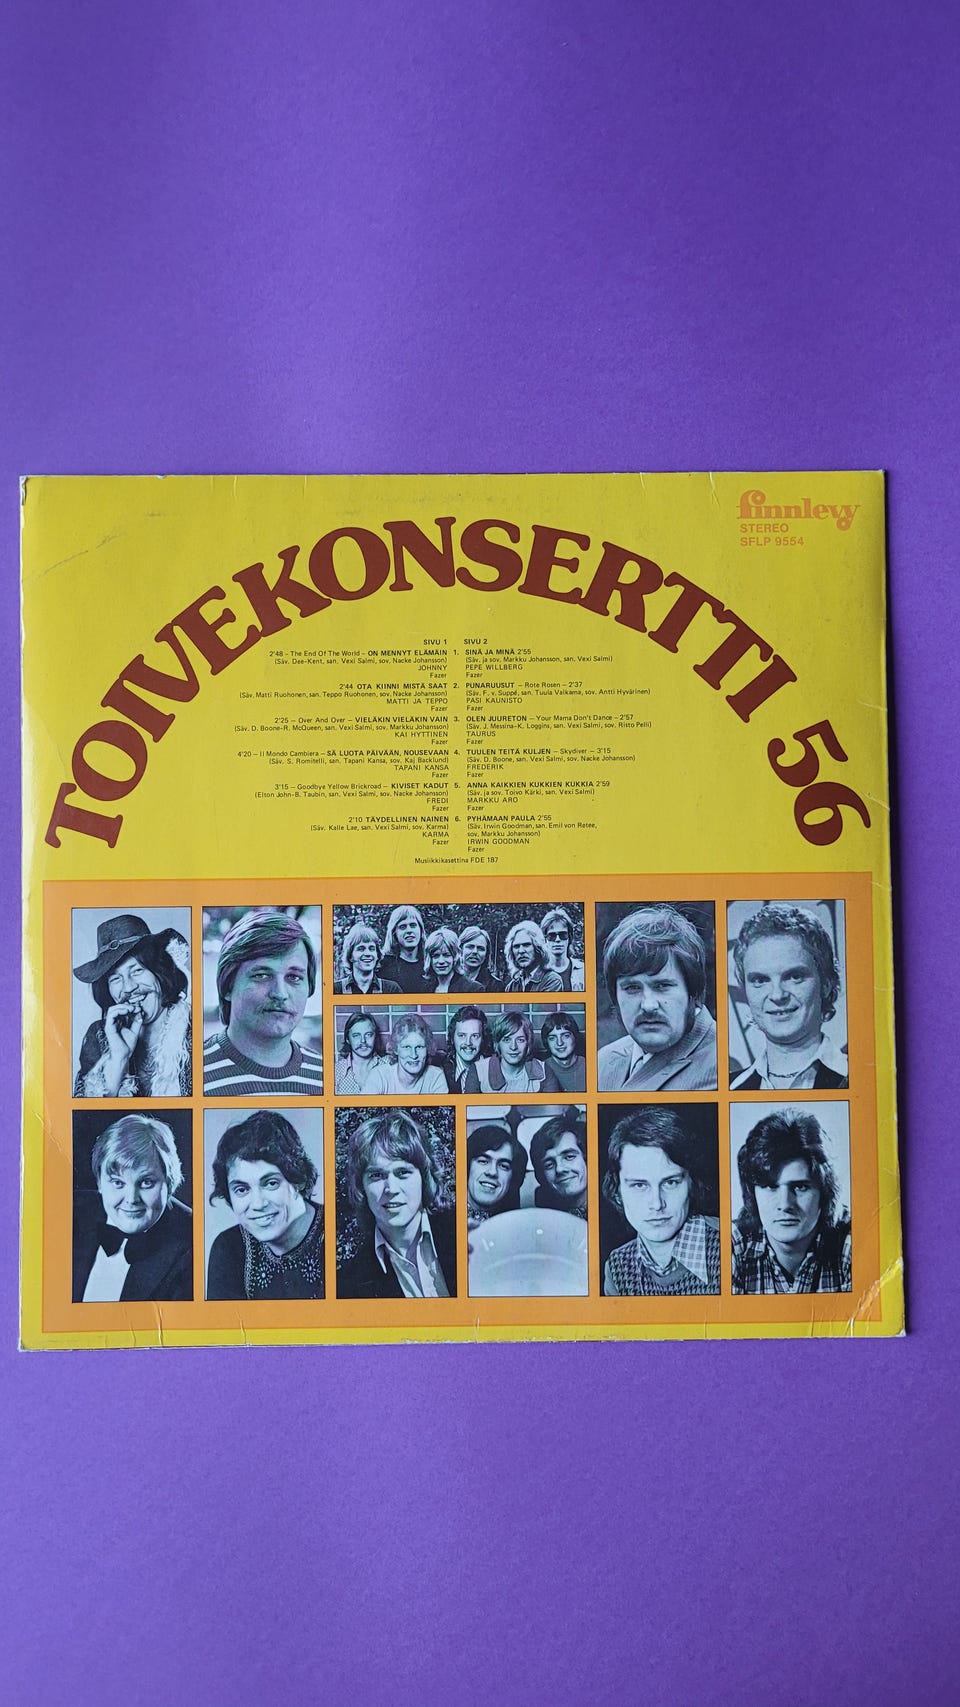 finnlevy
STEREO
SFLP 9554
TOIVEKONSERTTI 56
SIVU 1
2'48 – The End Of The World – ON MENNYT ELÄMÄIN 1.
(Säv. Dee-Kent, san. Vexi Salmi, sov. Nacke Johansson)
JOHNNY
Fazer
2'44 OTA KIINNI MISTÄ SAAT 2.
(Säv. Matti Ruohonen, san. Teppo Ruohonen, sov. Nacke Johansson)
MATTI JA TEPPO
Fazer
2'25 – Over And Over – VIELÄKIN VIELÄKIN VAIN 3.
(Säv. D. Boone–R. McQueen, san. Vexi Salmi, sov. Markku Johansson)
KAI HYTTINEN
Fazer
4'20 – Il Mondo Cambiera – SÄ LUOTA PÄIVÄÄN, NOUSEVAAN 4.
(Säv. S. Romitelli, san. Tapani Kansa, sov. Kaj Backlund)
TAPANI KANSA
Fazer
3'15 – Goodbye Yellow Brickroad – KIVISET KADUT 5.
(Elton John–B. Taubin, san. Vexi Salmi, sov. Nacke Johansson)
FREDI
Fazer
2'10 TÄYDELLINEN NAINEN 6.
(Säv. Kalle Lae, san. Vexi Salmi, sov. Karma)
KARMA
Fazer
SIVU 2
SINÄ JA MINÄ 2'55
(Säv. ja sov. Markku Johansson, san. Vexi Salmi)
PEPE WILLBERG
Fazer
PUNARUUSUT – Rote Rosen – 2'37
(Säv. F. v. Suppé, san. Tuula Valkama, sov. Antti Hyvärinen)
PASI KAUNISTO
Fazer
OLEN JUURETON – Your Mama Don't Dance – 2'57
(Säv. J. Messina–K. Loggins, san. Vexi Salmi, sov. Risto Pelli)
TAURUS
Fazer
TUULEN TEITÄ KULJEN – Skydiver – 3'15
(Säv. D. Boone, san. Vexi Salmi, sov. Nacke Johansson)
FREDERIK
Fazer
ANNA KAIKKIEN KUKKIEN KUKKIA 2'59
(Säv. ja sov. Toivo Kärki, san. Vexi Salmi)
MARKKU ARO
Fazer
PYHÄMAAN PAULA 2'55
(Säv. Irwin Goodman, san. Emil von Retee,
sov. Markku Johansson)
IRWIN GOODMAN
Fazer
Musiikkikasettina FDE 187